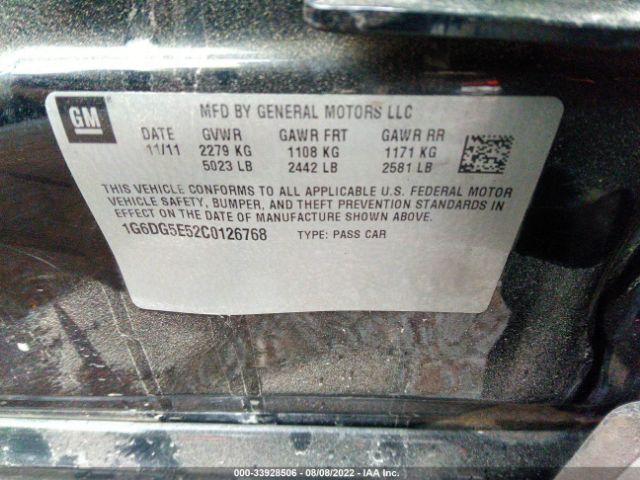 GM
MFD BY GENERAL MOTORS LLC
DATE GVWR GAWR FRT GAWR RR
11/11 2279 KG 1108 KG 1171 KG
5023 LB 2442 LB 2581 LB
THIS VEHICLE CONFORMS TO ALL APPLICABLE U.S. FEDERAL MOTOR
VEHICLE SAFETY, BUMPER, AND THEFT PREVENTION STANDARDS IN
EFFECT ON THE DATE OF MANUFACTURE SHOWN ABOVE.
1G6DG5E52C0126768 TYPE: PASS CAR
000-33928506 - 08/08/2022 - IAA Inc.